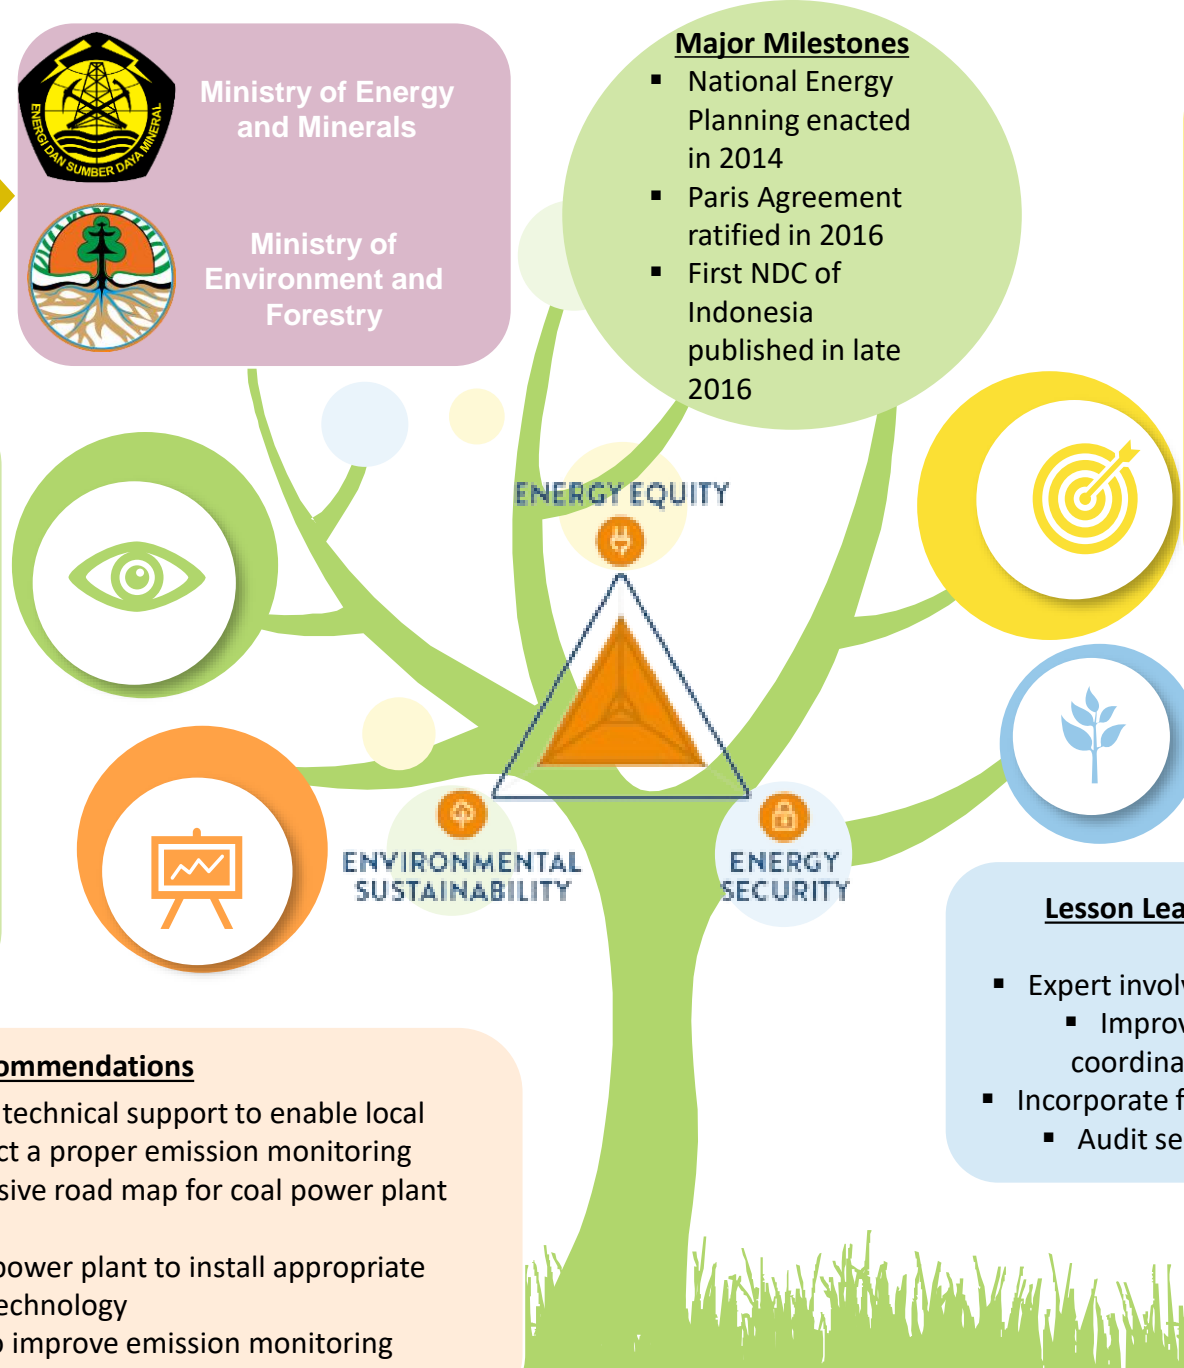 ENERGI DAN SUMBER DAYA MINERAL
Ministry of Energy
and Minerals
Ministry of
Environment and
Forestry
Major Milestones
▪ National Energy
Planning enacted
in 2014
▪ Paris Agreement
ratified in 2016
▪ First NDC of
Indonesia
published in late
2016
ENERGY EQUITY
ENVIRONMENTAL
SUSTAINABILITY
ENERGY
SECURITY
Lesson Lea
▪ Expert involv
▪ Improv
coordina
▪ Incorporate f
▪ Audit se
ommendations
technical support to enable local
ct a proper emission monitoring
sive road map for coal power plant
power plant to install appropriate
echnology
o improve emission monitoring